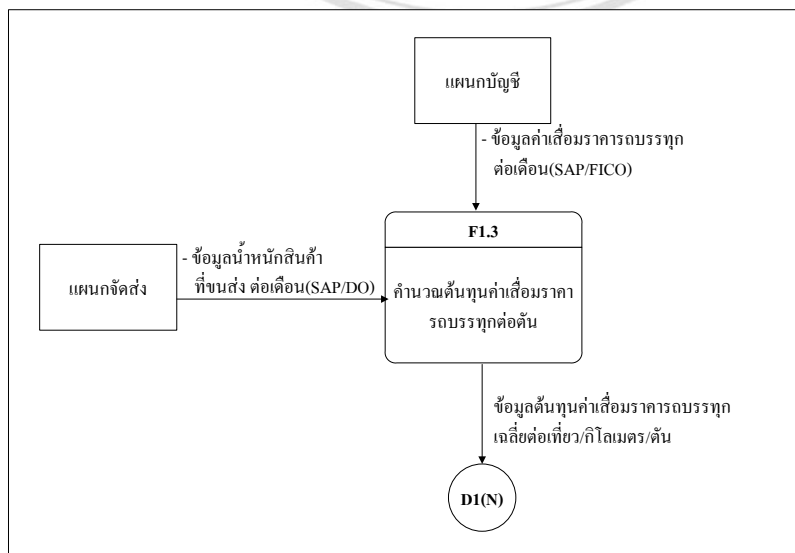 แผนกบัญชี
- ข้อมูลค่าเสื่อมราคารถบรรทุก
ต่อเดือน(SAP/FICO)
F1.3
แผนกจัดส่ง
- ข้อมูลน้ำหนักสินค้า
ที่ขนส่ง ต่อเดือน(SAP/DO)
คำนวณต้นทุนค่าเสื่อมราคา
รถบรรทุกต่อตัน
ข้อมูลต้นทุนค่าเสื่อมราคารถบรรทุก
เฉลี่ยต่อเที่ยว/กิโลเมตร/ตัน
D1(N)